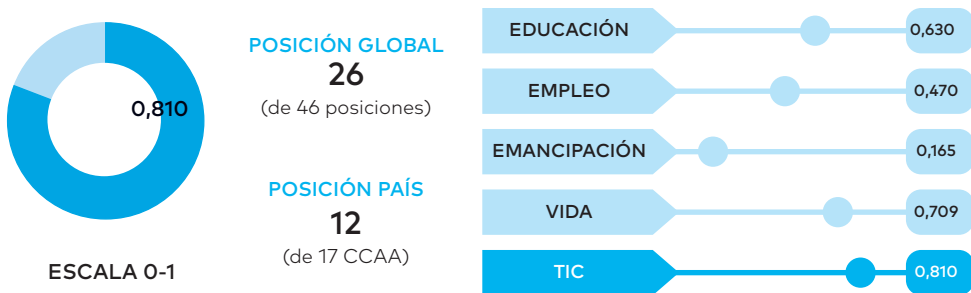 0,810
ESCALA 0-1
POSICIÓN GLOBAL
26
(de 46 posiciones)
POSICIÓN PAÍS
12
(de 17 CCAA)
EDUCACIÓN 0,630
EMPLEO 0,470
EMANCIPACIÓN 0,165
VIDA 0,709
TIC 0,810